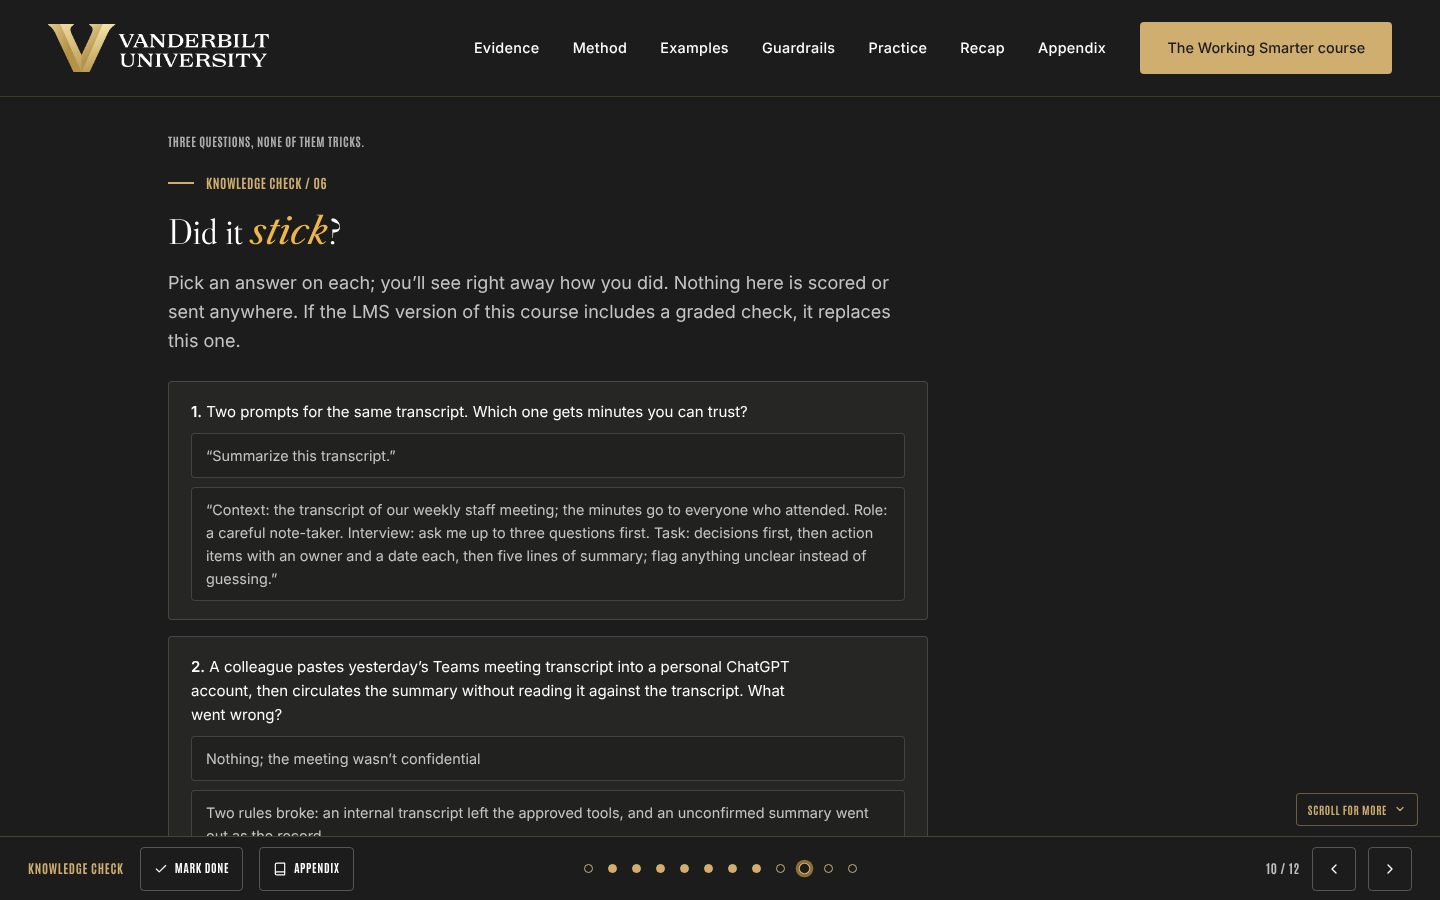 VANDERBILT
UNIVERSITY
Evidence
Method
Examples
Guardrails
Practice
Recap
Appendix
The Working Smarter course
THREE QUESTIONS, NONE OF THEM TRICKS.
KNOWLEDGE CHECK / 06
Did it stick?
Pick an answer on each; you’ll see right away how you did. Nothing here is scored or
sent anywhere. If the LMS version of this course includes a graded check, it replaces
this one.
1. Two prompts for the same transcript. Which one gets minutes you can trust?
“Summarize this transcript.”
“Context: the transcript of our weekly staff meeting; the minutes go to everyone who attended. Role:
a careful note-taker. Interview: ask me up to three questions first. Task: decisions first, then action
items with an owner and a date each, then five lines of summary; flag anything unclear instead of
guessing.”
2. A colleague pastes yesterday’s Teams meeting transcript into a personal ChatGPT
account, then circulates the summary without reading it against the transcript. What
went wrong?
Nothing; the meeting wasn’t confidential
Two rules broke: an internal transcript left the approved tools, and an unconfirmed summary went
out as the record
SCROLL FOR MORE
KNOWLEDGE CHECK
MARK DONE
APPENDIX
10 / 12